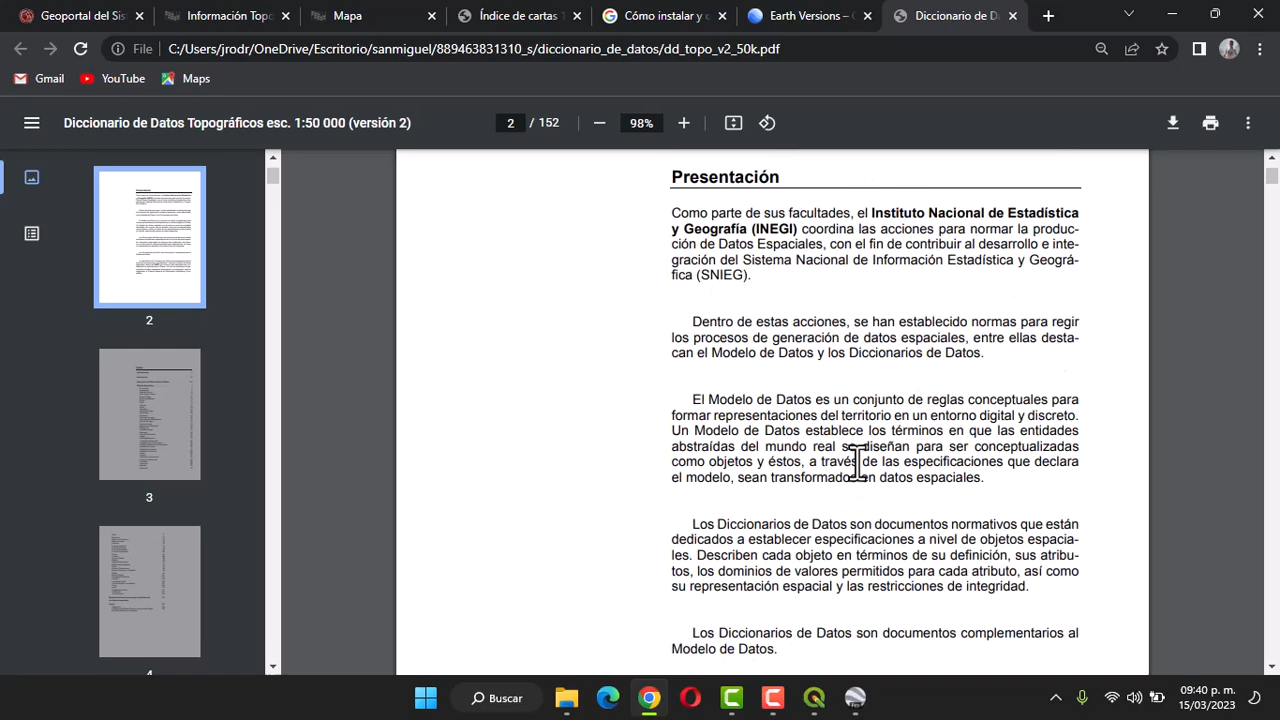 Geoportal del Sis
Información Topo
Mapa
Índice de cartas T
Cómo instalar y c
Earth Versions – G
Diccionario de Da
File
C:/Users/jrodr/OneDrive/Escritorio/sanmiguel/889463831310_s/diccionario_de_datos/dd_topo_v2_50k.pdf
Gmail
YouTube
Maps
Diccionario de Datos Topográficos esc. 1:50 000 (versión 2)
2 / 152
98%
2
3
4
Presentación
Como parte de sus facultades, el Instituto Nacional de Estadística
y Geografía (INEGI) coordina las acciones para normar la produc-
ción de Datos Espaciales, con el fin de contribuir al desarrollo e inte-
gración del Sistema Nacional de Información Estadística y Geográ-
fica (SNIEG).
Dentro de estas acciones, se han establecido normas para regir
los procesos de generación de datos espaciales, entre ellas desta-
can el Modelo de Datos y los Diccionarios de Datos.
El Modelo de Datos es un conjunto de reglas conceptuales para
formar representaciones del territorio en un entorno digital y discreto.
Un Modelo de Datos establece los términos en que las entidades
abstraídas del mundo real se diseñan para ser conceptualizadas
como objetos y éstos, a través de las especificaciones que declara
el modelo, sean transformados en datos espaciales.
Los Diccionarios de Datos son documentos normativos que están
dedicados a establecer especificaciones a nivel de objetos espacia-
les. Describen cada objeto en términos de su definición, sus atribu-
tos, los dominios de valores permitidos para cada atributo, así como
su representación espacial y las restricciones de integridad.
Los Diccionarios de Datos son documentos complementarios al
Modelo de Datos.
Buscar
09:40 p. m.
15/03/2023